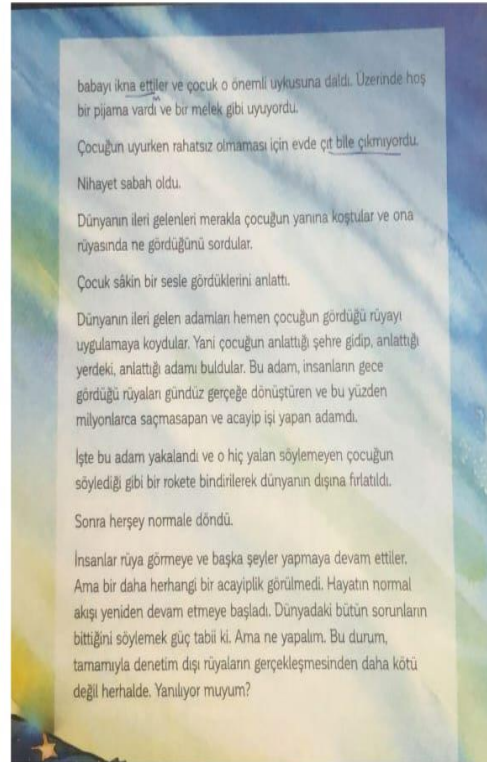 babayı ikna ettiler ve çocuk o önemli uykusuna daldı. Üzerinde hoş
bir pijama vardı ve bir melek gibi uyuyordu.
Çocuğun uyurken rahatsız olmaması için evde çıt bile çıkmıyordu.
Nihayet sabah oldu.
Dünyanın ileri gelenleri merakla çocuğun yanına koştular ve ona
rüyasında ne gördüğünü sordular.
Çocuk sâkin bir sesle gördüklerini anlattı.
Dünyanın ileri gelen adamları hemen çocuğun gördüğü rüyayı
uygulamaya koydular. Yani çocuğun anlattığı şehre gidip, anlattığı
yerdeki, anlattığı adamı buldular. Bu adam, insanların gece
gördüğü rüyaları gündüz gerçeğe dönüştüren ve bu yüzden
milyonlarca saçmasapan ve acayip işi yapan adamdı.
İşte bu adam yakalandı ve o hiç yalan söylemeyen çocuğun
söylediği gibi bir rokete bindirilerek dünyanın dışına fırlatıldı.
Sonra herşey normale döndü.
İnsanlar rüya görmeye ve başka şeyler yapmaya devam ettiler.
Ama bir daha herhangi bir acayiplik görülmedi. Hayatın normal
akışı yeniden devam etmeye başladı. Dünyadaki bütün sorunların
bittiğini söylemek güç tabii ki. Ama ne yapalım. Bu durum,
tamamıyla denetim dışı rüyaların gerçekleşmesinden daha kötü
değil herhalde. Yanılıyor muyum?